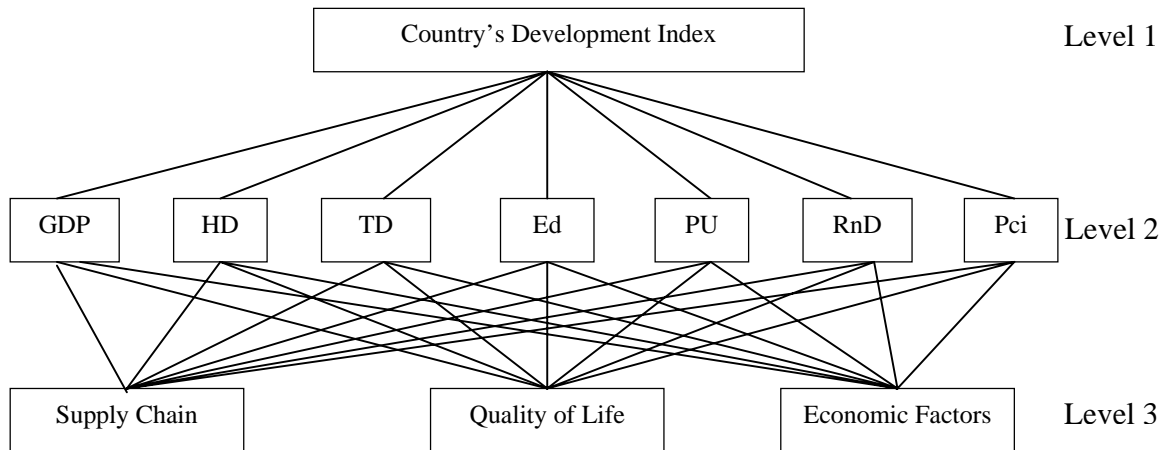 Country’s Development Index
Level 1
GDP
HD
TD
Ed
PU
RnD
Pci
Level 2
Supply Chain
Quality of Life
Economic Factors
Level 3